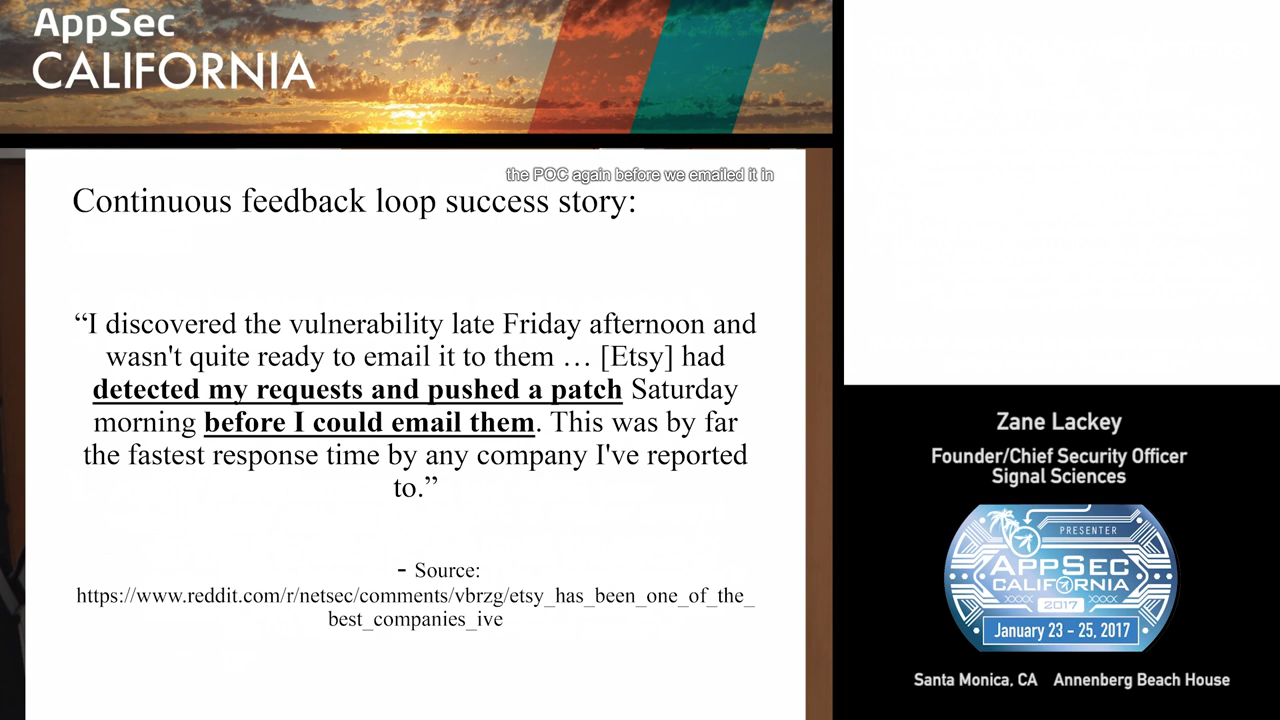 AppSec
CALIFORNIA
the POC again before we emailed it in
Continuous feedback loop success story:
“I discovered the vulnerability late Friday afternoon and
wasn't quite ready to email it to them … [Etsy] had
detected my requests and pushed a patch Saturday
morning before I could email them. This was by far
the fastest response time by any company I've reported
to.”
- Source:
https://www.reddit.com/r/netsec/comments/vbrzg/etsy_has_been_one_of_the_
best_companies_ive
Zane Lackey
Founder/Chief Security Officer
Signal Sciences
PRESENTER
APPSEC
CALIFORNIA
2017
January 23 - 25, 2017
Santa Monica, CA Annenberg Beach House